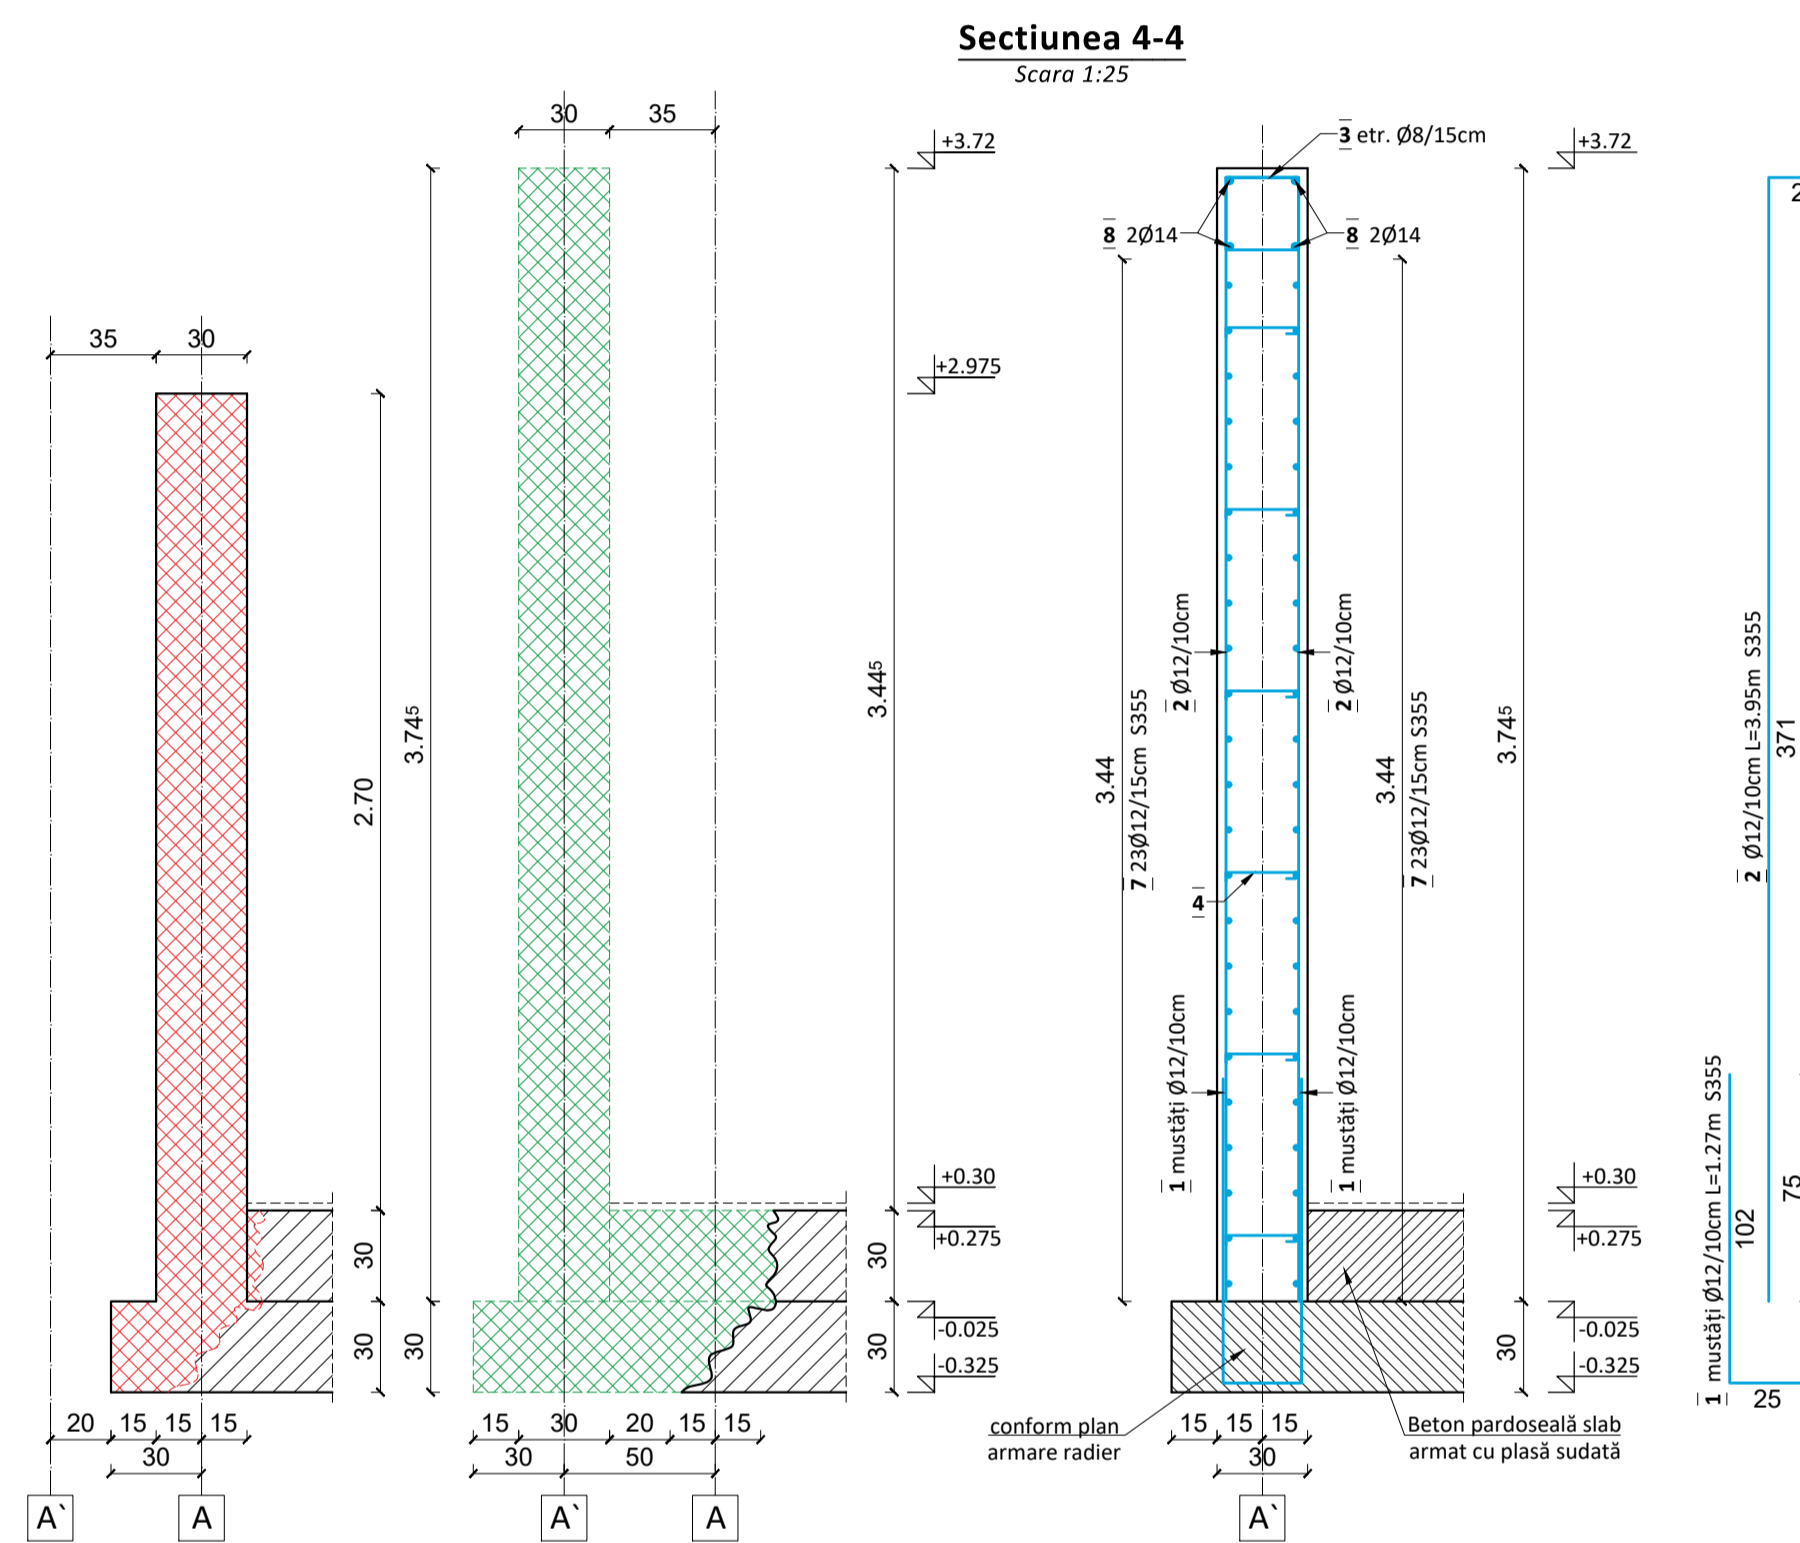 Sectiunea 4-4
Scara 1:25
30
35
+3.72
3 etr. Ø8/15cm
+3.72
8 2Ø14
8 2Ø14
35
30
+2.975
2.70
3.74⁵
3.44⁵
2 Ø12/10cm
2 Ø12/10cm
3.44
7 23Ø12/15cm S355
3.44
7 23Ø12/15cm S355
3.74⁵
2 Ø12/10cm L=3.95m S355
371
4
1 mustăți Ø12/10cm
1 mustăți Ø12/10cm
1 mustăți Ø12/10cm L=1.27m S355
102
75
+0.30
+0.275
-0.025
-0.325
+0.30
+0.275
-0.025
-0.325
30
30
30
30
30
30
25
20 15 15 15
30
15 30 20 15 15
30 50
15 15 15
30
conform plan
armare radier
Beton pardoseală slab
armat cu plasă sudată
A`
A
A`
A
A`